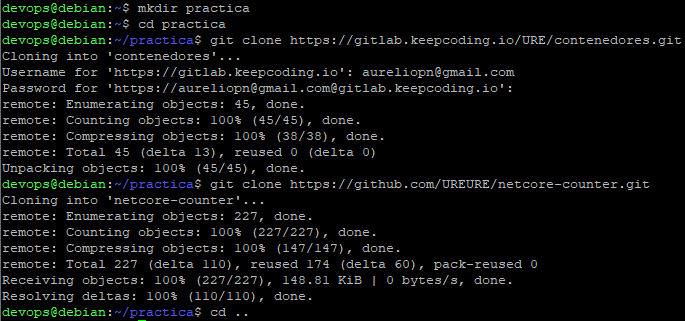 devops@debian:~$ mkdir practica
devops@debian:~$ cd practica
devops@debian:~/practica$ git clone https://gitlab.keepcoding.io/URE/contenedores.git
Cloning into 'contenedores'...
Username for 'https://gitlab.keepcoding.io': aureliopn@gmail.com
Password for 'https://aureliopn@gmail.com@gitlab.keepcoding.io':
remote: Enumerating objects: 45, done.
remote: Counting objects: 100% (45/45), done.
remote: Compressing objects: 100% (38/38), done.
remote: Total 45 (delta 13), reused 0 (delta 0)
Unpacking objects: 100% (45/45), done.
devops@debian:~/practica$ git clone https://github.com/UREURE/netcore-counter.git
Cloning into 'netcore-counter'...
remote: Enumerating objects: 227, done.
remote: Counting objects: 100% (227/227), done.
remote: Compressing objects: 100% (147/147), done.
remote: Total 227 (delta 110), reused 174 (delta 60), pack-reused 0
Receiving objects: 100% (227/227), 148.81 KiB | 0 bytes/s, done.
Resolving deltas: 100% (110/110), done.
devops@debian:~/practica$ cd ..